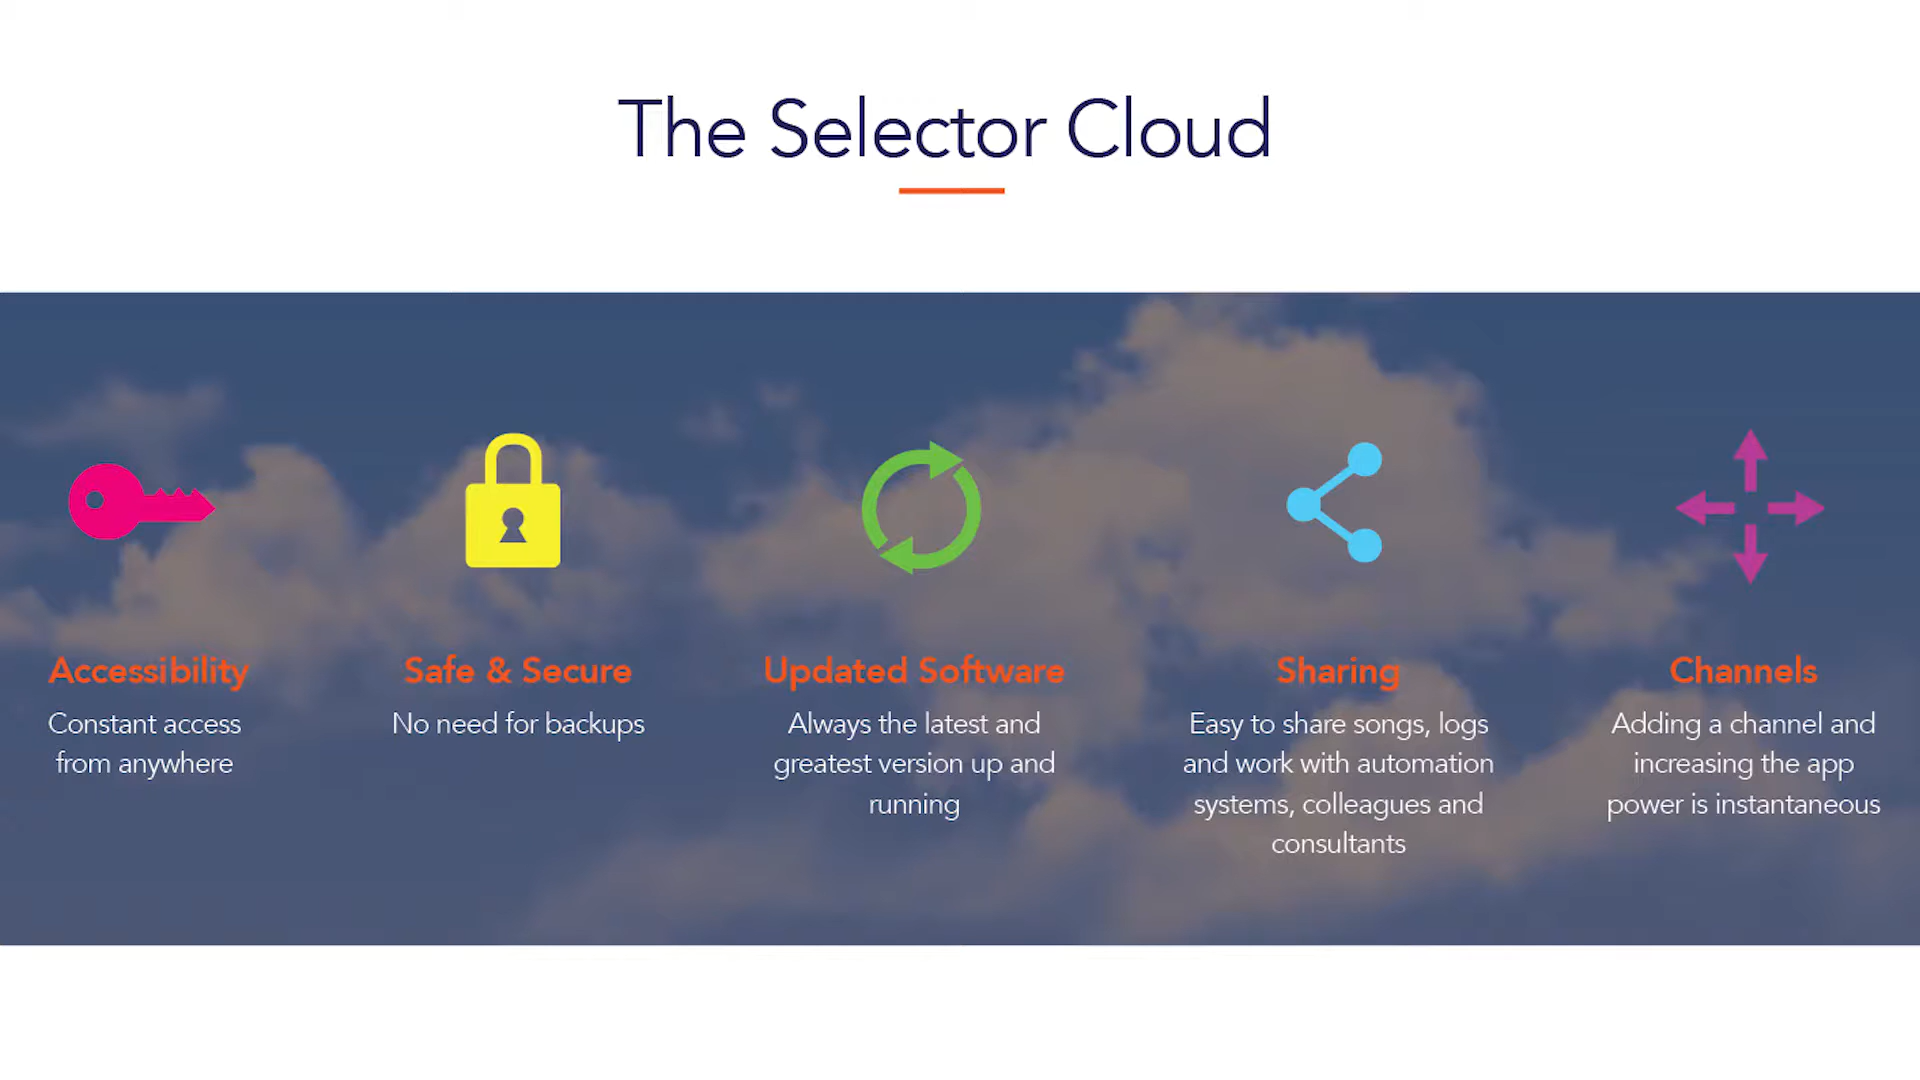 The Selector Cloud
Accessibility
Constant access
from anywhere
Safe & Secure
No need for backups
Updated Software
Always the latest and
greatest version up and
running
Sharing
Easy to share songs, logs
and work with automation
systems, colleagues and
consultants
Channels
Adding a channel and
increasing the app
power is instantaneous